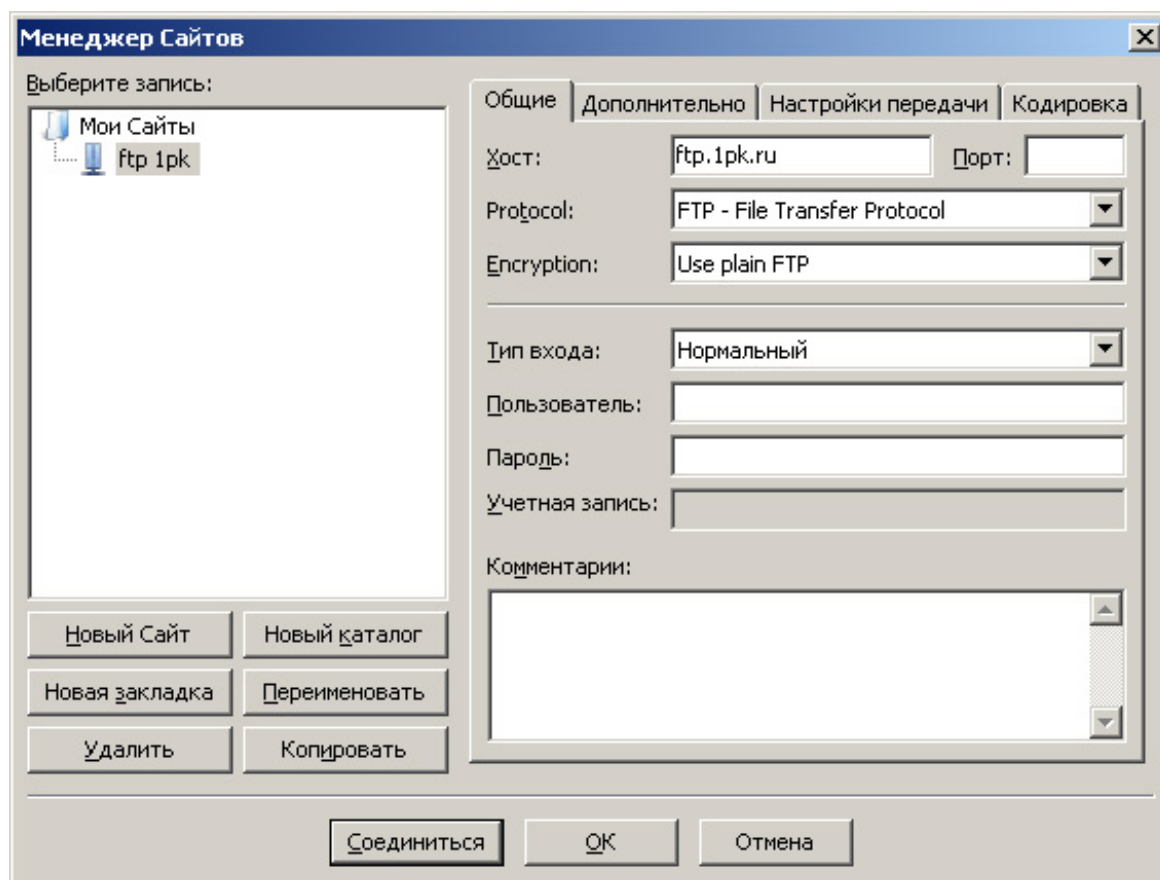 Менеджер Сайтов
Выберите запись:
Мои Сайты
ftp 1pk
Новый Сайт
Новый каталог
Новая закладка
Переименовать
Удалить
Копировать
Общие
Дополнительно
Настройки передачи
Кодировка
Хост:
ftp.1pk.ru
Порт:
Protocol:
FTP - File Transfer Protocol
Encryption:
Use plain FTP
Тип входа:
Нормальный
Пользователь:
Пароль:
Учетная запись:
Комментарии:
Соединиться
OK
Отмена